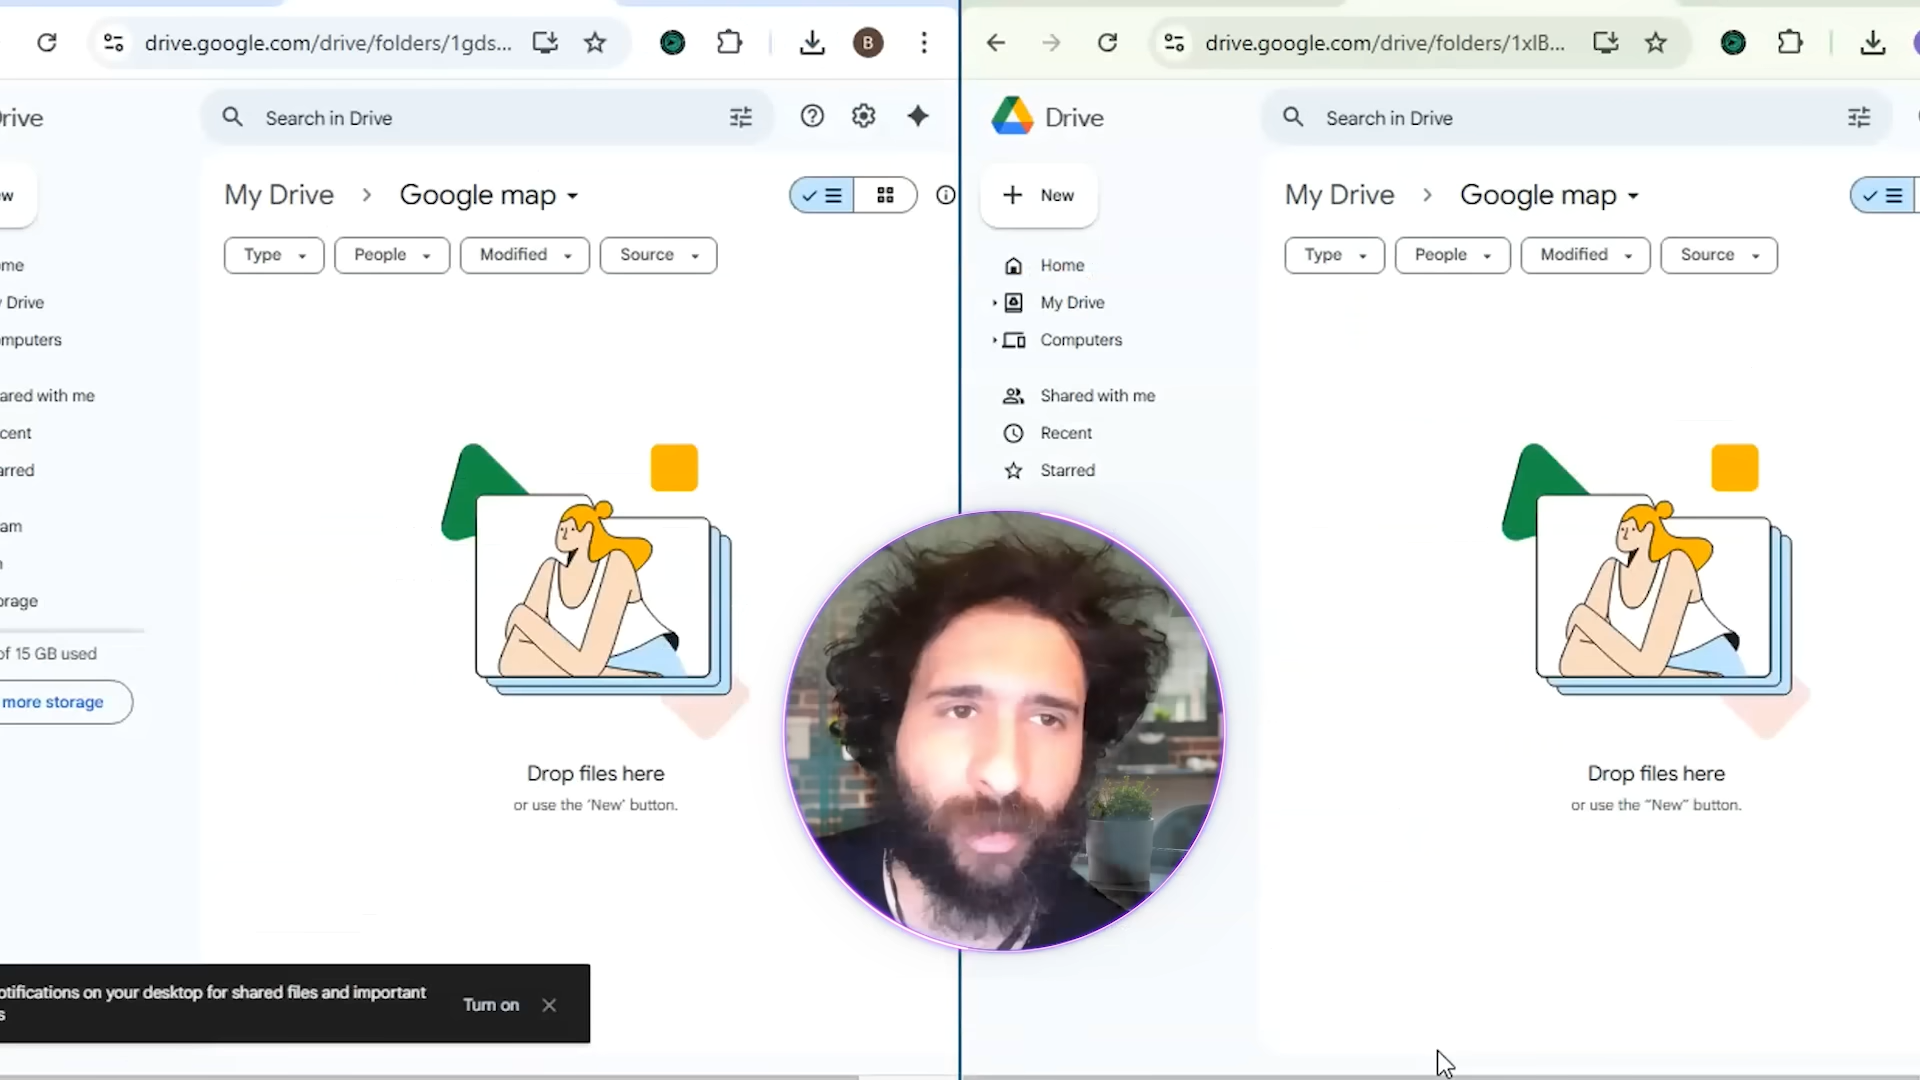 drive.google.com/drive/folders/1gds...
B
rive
Search in Drive
w
My Drive
Google map
Type
People
Modified
Source
me
Drive
mputers
ared with me
cent
arred
am
n
orage
of 15 GB used
more storage
Drop files here
or use the ‘New’ button.
otifications on your desktop for shared files and important
s
Turn on
drive.google.com/drive/folders/1xIB...
Drive
Search in Drive
New
My Drive
Google map
Type
People
Modified
Source
Home
My Drive
Computers
Shared with me
Recent
Starred
Drop files here
or use the “New” button.